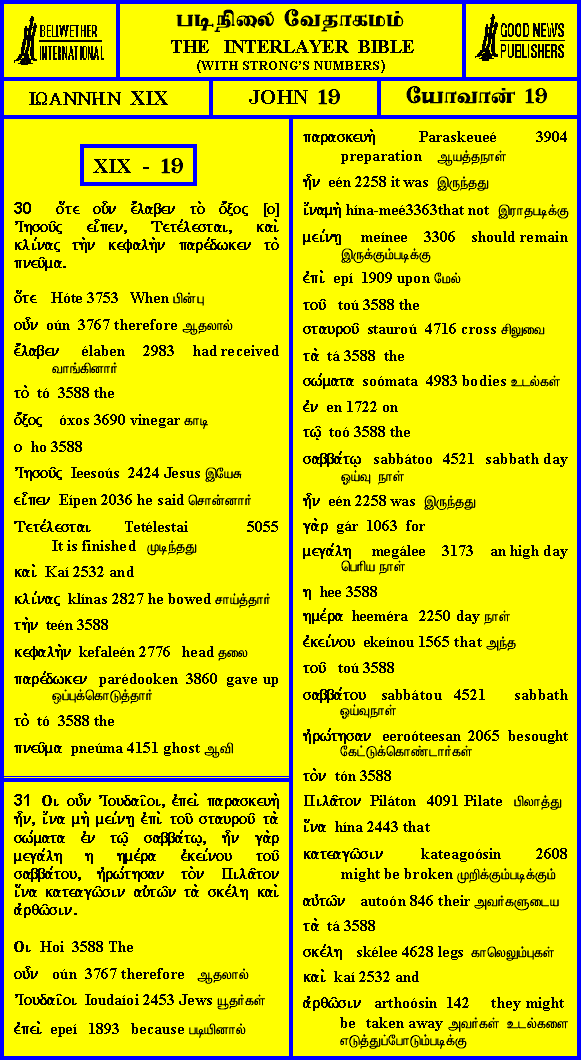 BELLWETHER
INTERNATIONAL
படிநிலை வேதாகமம்
THE INTERLAYER BIBLE
(WITH STRONG'S NUMBERS)
GOOD NEWS
PUBLISHERS
ΙΩΑΝΝΗΝ XIX
JOHN 19
யோவான் 19
XIX - 19
30 ὅτε οὖν ἔλαβεν τὸ ὄξος [ο]
Ἰησοῦς εἶπεν, Τετέλεσται, καὶ
κλίνας τὴν κεφαλὴν παρέδωκεν τὸ
πνεῦμα.
ὅτε Hóte 3753 When பின்பு
οὖν oún 3767 therefore ஆதலால்
ἔλαβεν élaben 2983 had received
வாங்கினார்
τὸ tó 3588 the
ὄξος óxos 3690 vinegar காடி
ο ho 3588
Ἰησοῦς Ieesoús 2424 Jesus இயேசு
εἶπεν Eípen 2036 he said சொன்னார்
Τετέλεσται Tetélestai 5055
It is finished முடிந்தது
καὶ Kaí 2532 and
κλίνας klínas 2827 he bowed சாய்த்தார்
τὴν teén 3588
κεφαλὴν kefaleén 2776 head தலை
παρέδωκεν parédooken 3860 gave up
ஒப்புக்கொடுத்தார்
τὸ tó 3588 the
πνεῦμα pneúma 4151 ghost ஆவி
31 Οι οὖν Ἰουδαῖοι, ἐπεὶ παρασκευὴ
ἦν, ἵνα μὴ μείνῃ ἐπὶ τοῦ σταυροῦ τὰ
σώματα ἐν τῷ σαββάτῳ, ἦν γὰρ
μεγάλη η ημέρα ἐκείνου τοῦ
σαββάτου, ἠρώτησαν τὸν Πιλᾶτον
ἵνα κατεαγῶσιν αὐτῶν τὰ σκέλη καὶ
ἀρθῶσιν.
Οι Hoi 3588 The
οὖν oún 3767 therefore ஆதலால்
Ἰουδαῖοι Ioudaíoi 2453 Jews யூதர்கள்
ἐπεὶ epeí 1893 because படியினால்
παρασκευὴ Paraskeueé 3904
preparation ஆயத்தநாள்
ἦν eén 2258 it was இருந்தது
ἵναμὴ hína-meé3363that not இராதபடிக்கு
μείνῃ meínee 3306 should remain
இருக்கும்படிக்கு
ἐπὶ epí 1909 upon மேல்
τοῦ toú 3588 the
σταυροῦ stauroú 4716 cross சிலுவை
τὰ tá 3588 the
σώματα soómata 4983 bodies உடல்கள்
ἐν en 1722 on
τῷ toó 3588 the
σαββάτῳ sabbátoo 4521 sabbath day
ஓய்வு நாள்
ἦν eén 2258 was இருந்தது
γὰρ gár 1063 for
μεγάλη megálee 3173 an high day
பெரிய நாள்
η hee 3588
ημέρα heeméra 2250 day நாள்
ἐκείνου ekeínou 1565 that அந்த
τοῦ toú 3588
σαββάτου sabbátou 4521 sabbath
ஓய்வுநாள்
ἠρώτησαν eeroóteesan 2065 besought
கேட்டுக்கொண்டார்கள்
τὸν tón 3588
Πιλᾶτον Piláton 4091 Pilate பிலாத்து
ἵνα hína 2443 that
κατεαγῶσιν kateagoósin 2608
might be broken முறிக்கும்படிக்கும்
αὐτῶν autoón 846 their அவர்களுடைய
τὰ tá 3588
σκέλη skélee 4628 legs காலெலும்புகள்
καὶ kaí 2532 and
ἀρθῶσιν arthoósin 142 they might
be taken away அவர்கள் உடல்களை
எடுத்துப்போடும்படிக்கு